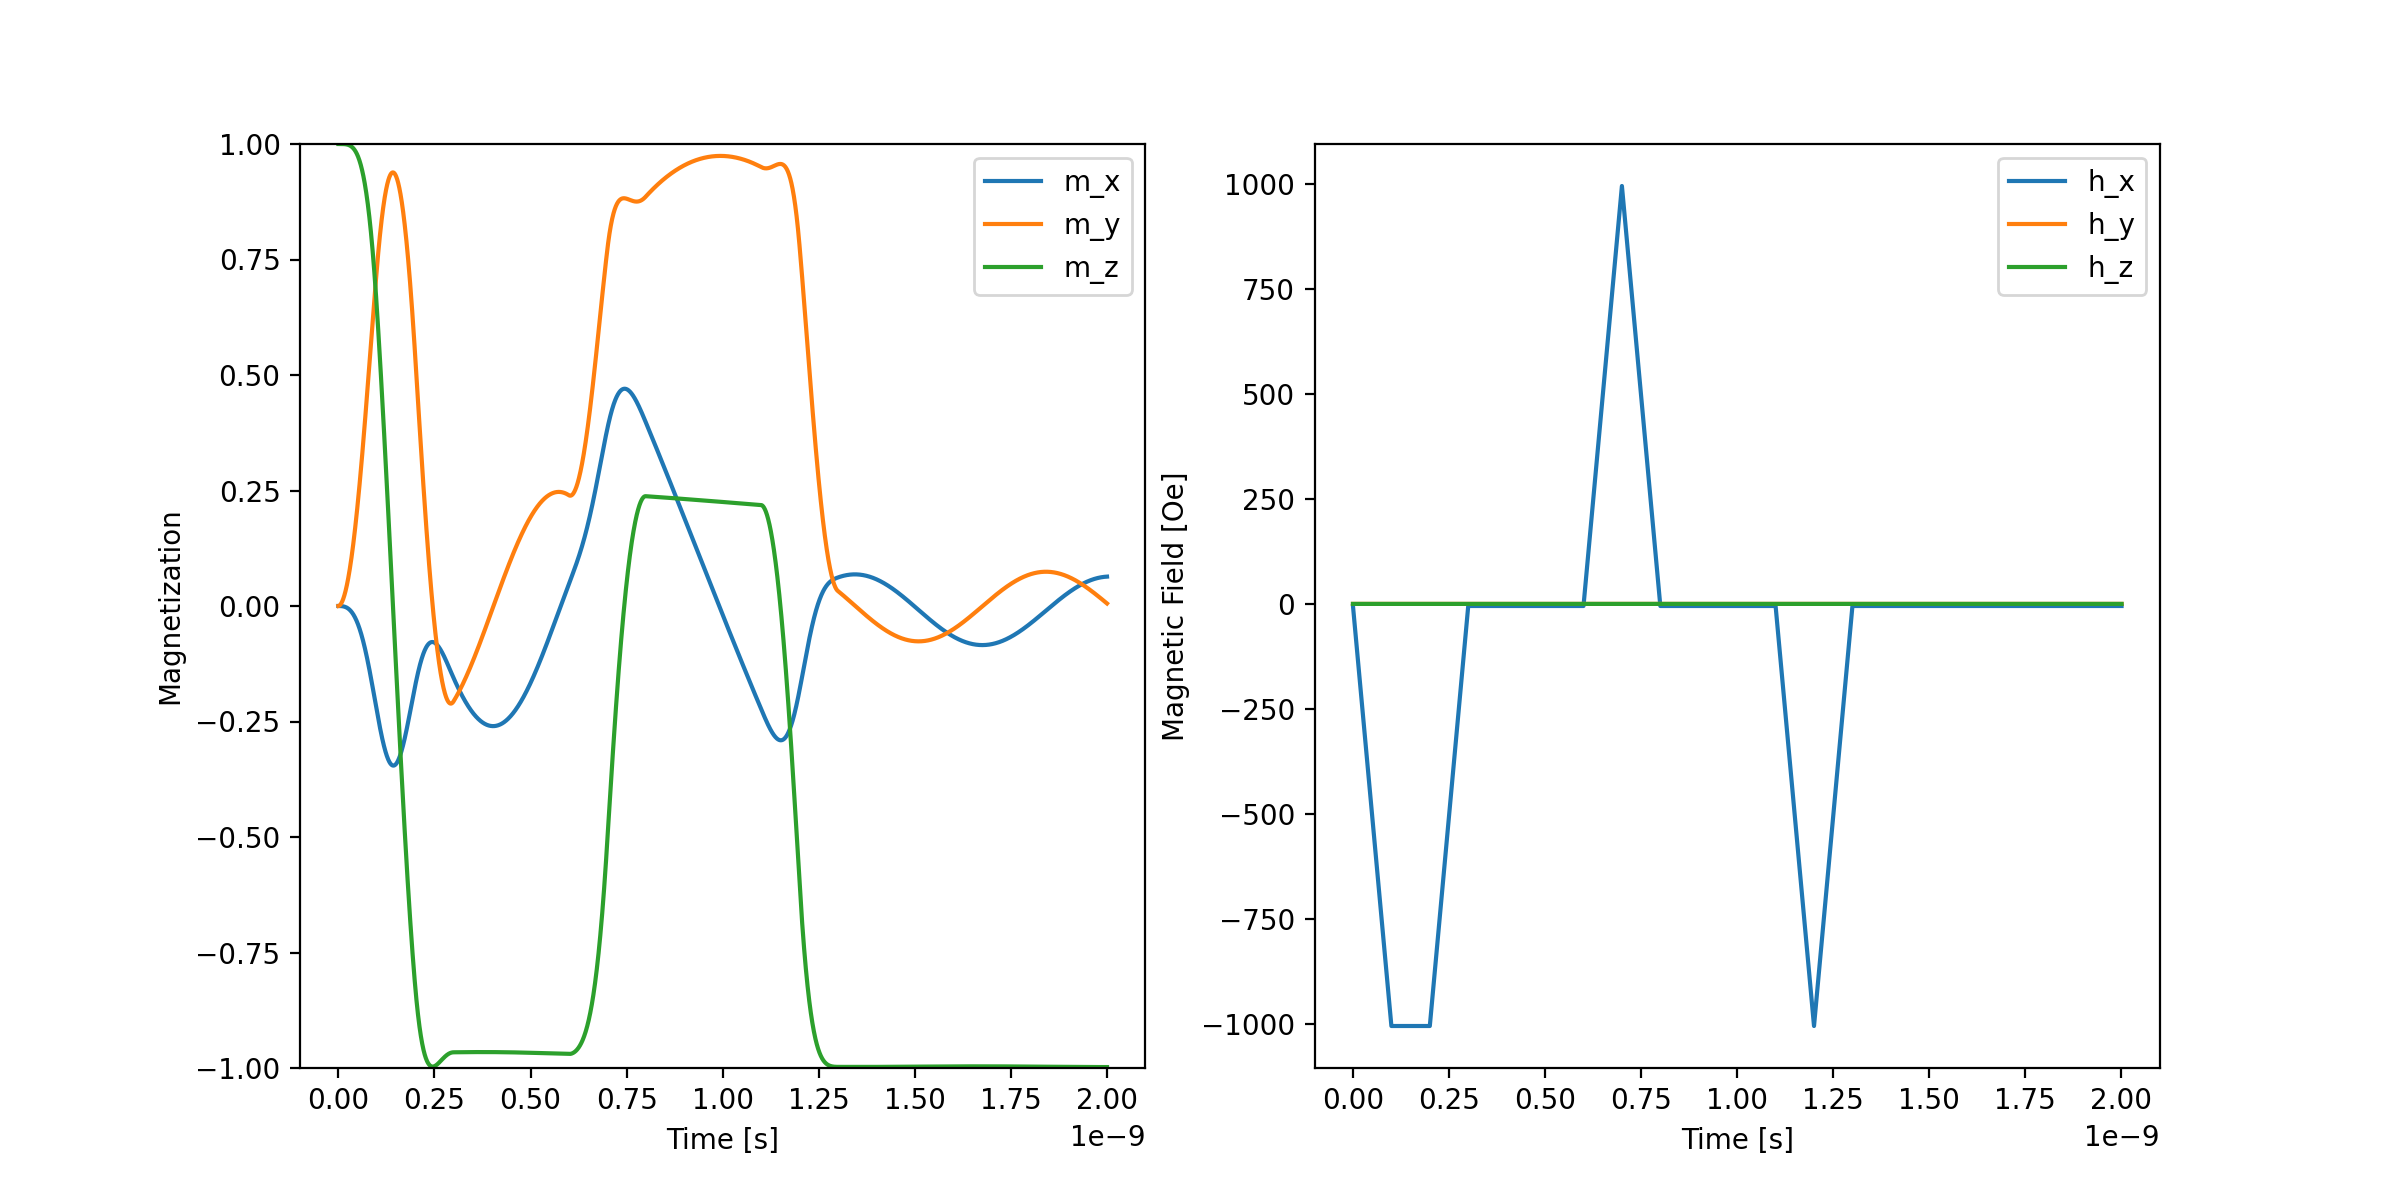 1.00
0.75
0.50
0.25
0.00
−0.25
−0.50
−0.75
−1.00
Magnetization
m_x
m_y
m_z
0.00 0.25 0.50 0.75 1.00 1.25 1.50 1.75 2.00
Time [s]
1e−9
1000
750
500
250
0
−250
−500
−750
−1000
Magnetic Field [Oe]
h_x
h_y
h_z
0.00 0.25 0.50 0.75 1.00 1.25 1.50 1.75 2.00
Time [s]
1e−9